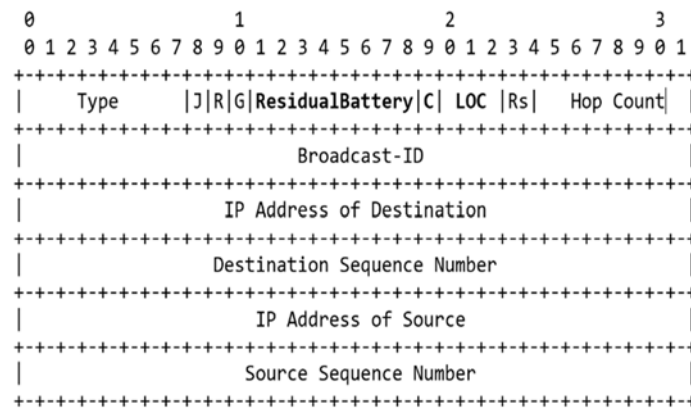 0                   1                   2                   3
0 1 2 3 4 5 6 7 8 9 0 1 2 3 4 5 6 7 8 9 0 1 2 3 4 5 6 7 8 9 0 1
+-+-+-+-+-+-+-+-+-+-+-+-+-+-+-+-+-+-+-+-+-+-+-+-+-+-+-+-+-+-+-+-+
| Type |J|R|G|ResidualBattery|C| LOC |Rs| Hop Count|
+-+-+-+-+-+-+-+-+-+-+-+-+-+-+-+-+-+-+-+-+-+-+-+-+-+-+-+-+-+-+-+-+
| Broadcast-ID |
+-+-+-+-+-+-+-+-+-+-+-+-+-+-+-+-+-+-+-+-+-+-+-+-+-+-+-+-+-+-+-+-+
| IP Address of Destination |
+-+-+-+-+-+-+-+-+-+-+-+-+-+-+-+-+-+-+-+-+-+-+-+-+-+-+-+-+-+-+-+-+
| Destination Sequence Number |
+-+-+-+-+-+-+-+-+-+-+-+-+-+-+-+-+-+-+-+-+-+-+-+-+-+-+-+-+-+-+-+-+
| IP Address of Source |
+-+-+-+-+-+-+-+-+-+-+-+-+-+-+-+-+-+-+-+-+-+-+-+-+-+-+-+-+-+-+-+-+
| Source Sequence Number |
+-+-+-+-+-+-+-+-+-+-+-+-+-+-+-+-+-+-+-+-+-+-+-+-+-+-+-+-+-+-+-+-+